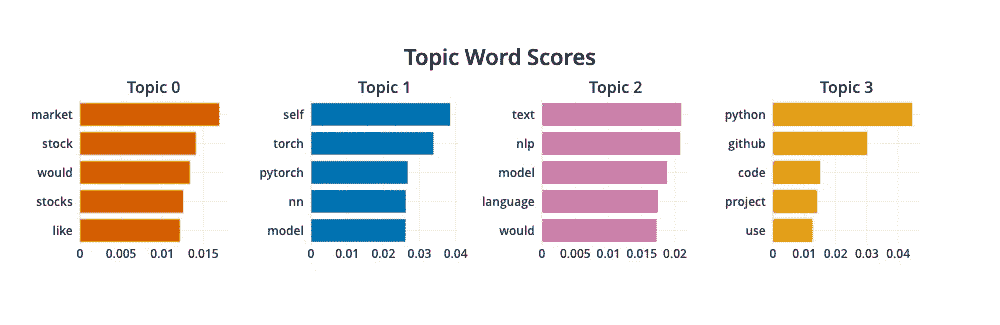 Topic Word Scores
Topic 0
market
stock
would
stocks
like
0 0.005 0.01 0.015
Topic 1
self
torch
pytorch
nn
model
0 0.01 0.02 0.03 0.04
Topic 2
text
nlp
model
language
would
0 0.005 0.01 0.015 0.02
Topic 3
python
github
code
project
use
0 0.01 0.02 0.03 0.04